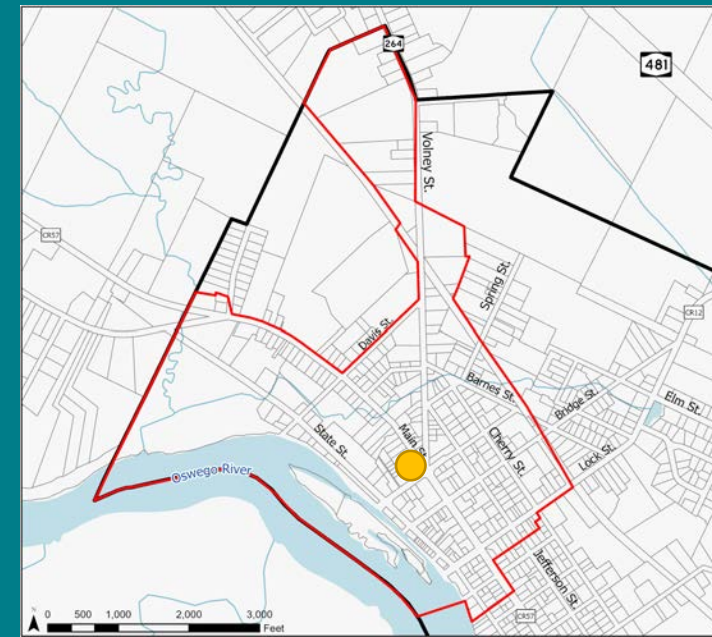 264
481
Volney St.
CR57
Spring St.
CR12
Davis St.
Barnes St.
Elm St.
Bridge St.
Main St.
State St.
Cherry St.
Lock St.
Oswego River
Jefferson St.
CR57
N
0 500 1,000 2,000 3,000
Feet